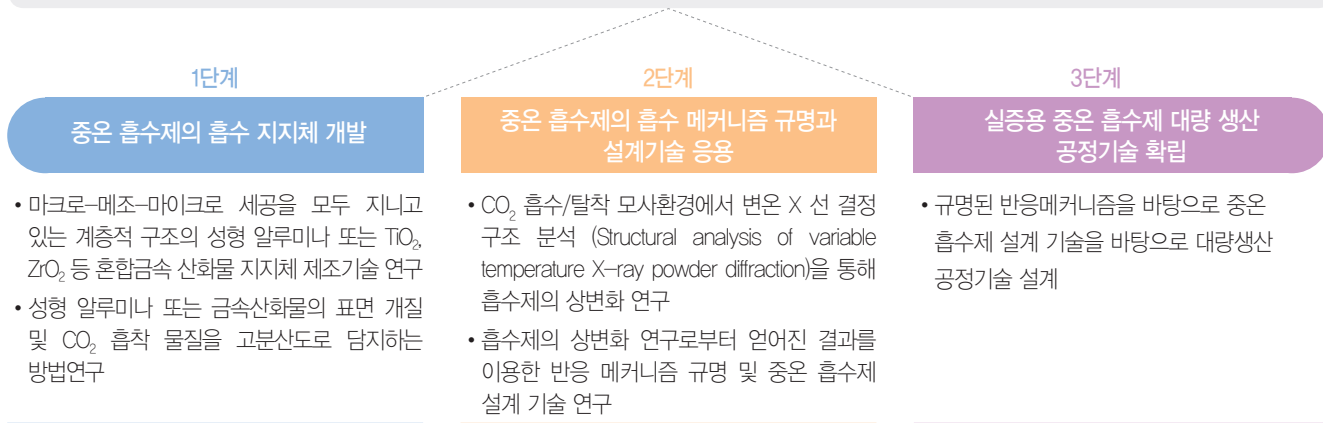 1단계
중온 흡수제의 흡수 지지체 개발
• 마크로-메조-마이크로 세공을 모두 지니고
있는 계층적 구조의 성형 알루미나 또는 TiO₂,
ZrO₂ 등 혼합금속 산화물 지지체 제조기술 연구
• 성형 알루미나 또는 금속산화물의 표면 개질
및 CO₂ 흡착 물질을 고분산도로 담지하는
방법연구
2단계
중온 흡수제의 흡수 메커니즘 규명과
설계기술 응용
• CO₂ 흡수/탈착 모사환경에서 변온 X 선 결정
구조 분석 (Structural analysis of variable
temperature X-ray powder diffraction)을 통해
흡수제의 상변화 연구
• 흡수제의 상변화 연구로부터 얻어진 결과를
이용한 반응 메커니즘 규명 및 중온 흡수제
설계 기술 연구
3단계
실증용 중온 흡수제 대량 생산
공정기술 확립
• 규명된 반응메커니즘을 바탕으로 중온
흡수제 설계 기술을 바탕으로 대량생산
공정기술 설계